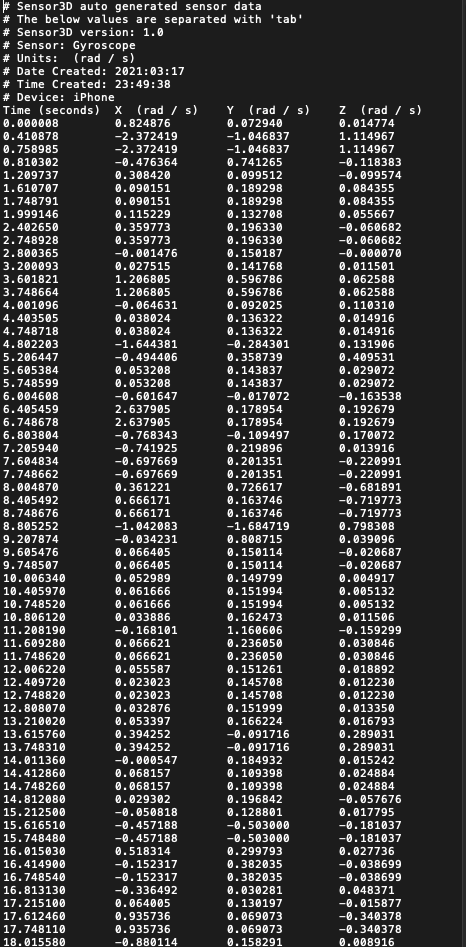 # Sensor3D auto generated sensor data
# The below values are separated with 'tab'
# Sensor3D version: 1.0
# Sensor: Gyroscope
# Units:  (rad / s)
# Date Created: 2021:03:17
# Time Created: 23:49:38
# Device: iPhone
Time (seconds)  X  (rad / s)    Y  (rad / s)    Z  (rad / s)
0.000008        0.824876        0.072940        0.014774
0.410878        -2.372419       -1.046837       1.114967
0.758985        -2.372419       -1.046837       1.114967
0.810302        -0.476364       0.741265        -0.118383
1.209737        0.308420        0.099512        -0.099574
1.610707        0.090151        0.189298        0.084355
1.748791        0.090151        0.189298        0.084355
1.999146        0.115229        0.132708        0.055667
2.402650        0.359773        0.196330        -0.060682
2.748928        0.359773        0.196330        -0.060682
2.800365        -0.001476       0.150187        -0.000070
3.200093        0.027515        0.141768        0.011501
3.601821        1.206805        0.596786        0.062588
3.748664        1.206805        0.596786        0.062588
4.001096        -0.064631       0.092025        0.110310
4.403505        0.038024        0.136322        0.014916
4.748718        0.038024        0.136322        0.014916
4.802203        -1.644381       -0.284301       0.131906
5.206447        -0.494406       0.358739        0.409531
5.605384        0.053208        0.143837        0.029072
5.748599        0.053208        0.143837        0.029072
6.004608        -0.601647       -0.017072       -0.163538
6.405459        2.637905        0.178954        0.192679
6.748678        2.637905        0.178954        0.192679
6.803804        -0.768343       -0.109497       0.170072
7.205940        -0.741925       0.219896        0.013916
7.604834        -0.697669       0.201351        -0.220991
7.748662        -0.697669       0.201351        -0.220991
8.004870        0.361221        0.726617        -0.681891
8.405492        0.666171        0.163746        -0.719773
8.748676        0.666171        0.163746        -0.719773
8.805252        -1.042083       -1.684719       0.798308
9.207874        -0.034231       0.808715        0.039096
9.605476        0.066405        0.150114        -0.020687
9.748507        0.066405        0.150114        -0.020687
10.006340       0.052989        0.149799        0.004917
10.405970       0.061666        0.151994        0.005132
10.748520       0.061666        0.151994        0.005132
10.806120       0.033886        0.162473        0.011506
11.208190       -0.168101       1.160606        -0.159299
11.609280       0.066621        0.236050        0.030846
11.748620       0.066621        0.236050        0.030846
12.006220       0.055587        0.151261        0.018892
12.409720       0.023023        0.145708        0.012230
12.748820       0.023023        0.145708        0.012230
12.808070       0.032876        0.151999        0.013350
13.210020       0.053397        0.166224        0.016793
13.615760       0.394252        -0.091716       0.289031
13.748310       0.394252        -0.091716       0.289031
14.011360       -0.000547       0.184932        0.015242
14.412860       0.068157        0.109398        0.024884
14.748260       0.068157        0.109398        0.024884
14.812080       0.029302        0.196842        -0.057676
15.212500       -0.050818       0.128801        0.017795
15.616510       -0.457188       -0.503000       -0.181037
15.748480       -0.457188       -0.503000       -0.181037
16.015030       0.518314        0.299793        0.027736
16.414900       -0.152317       0.382035        -0.038699
16.748540       -0.152317       0.382035        -0.038699
16.813130       -0.336492       0.030281        0.048371
17.215100       0.064005        0.130197        -0.015877
17.612460       0.935736        0.069073        -0.340378
17.748110       0.935736        0.069073        -0.340378
18.015580       -0.880114       0.158291        0.008916